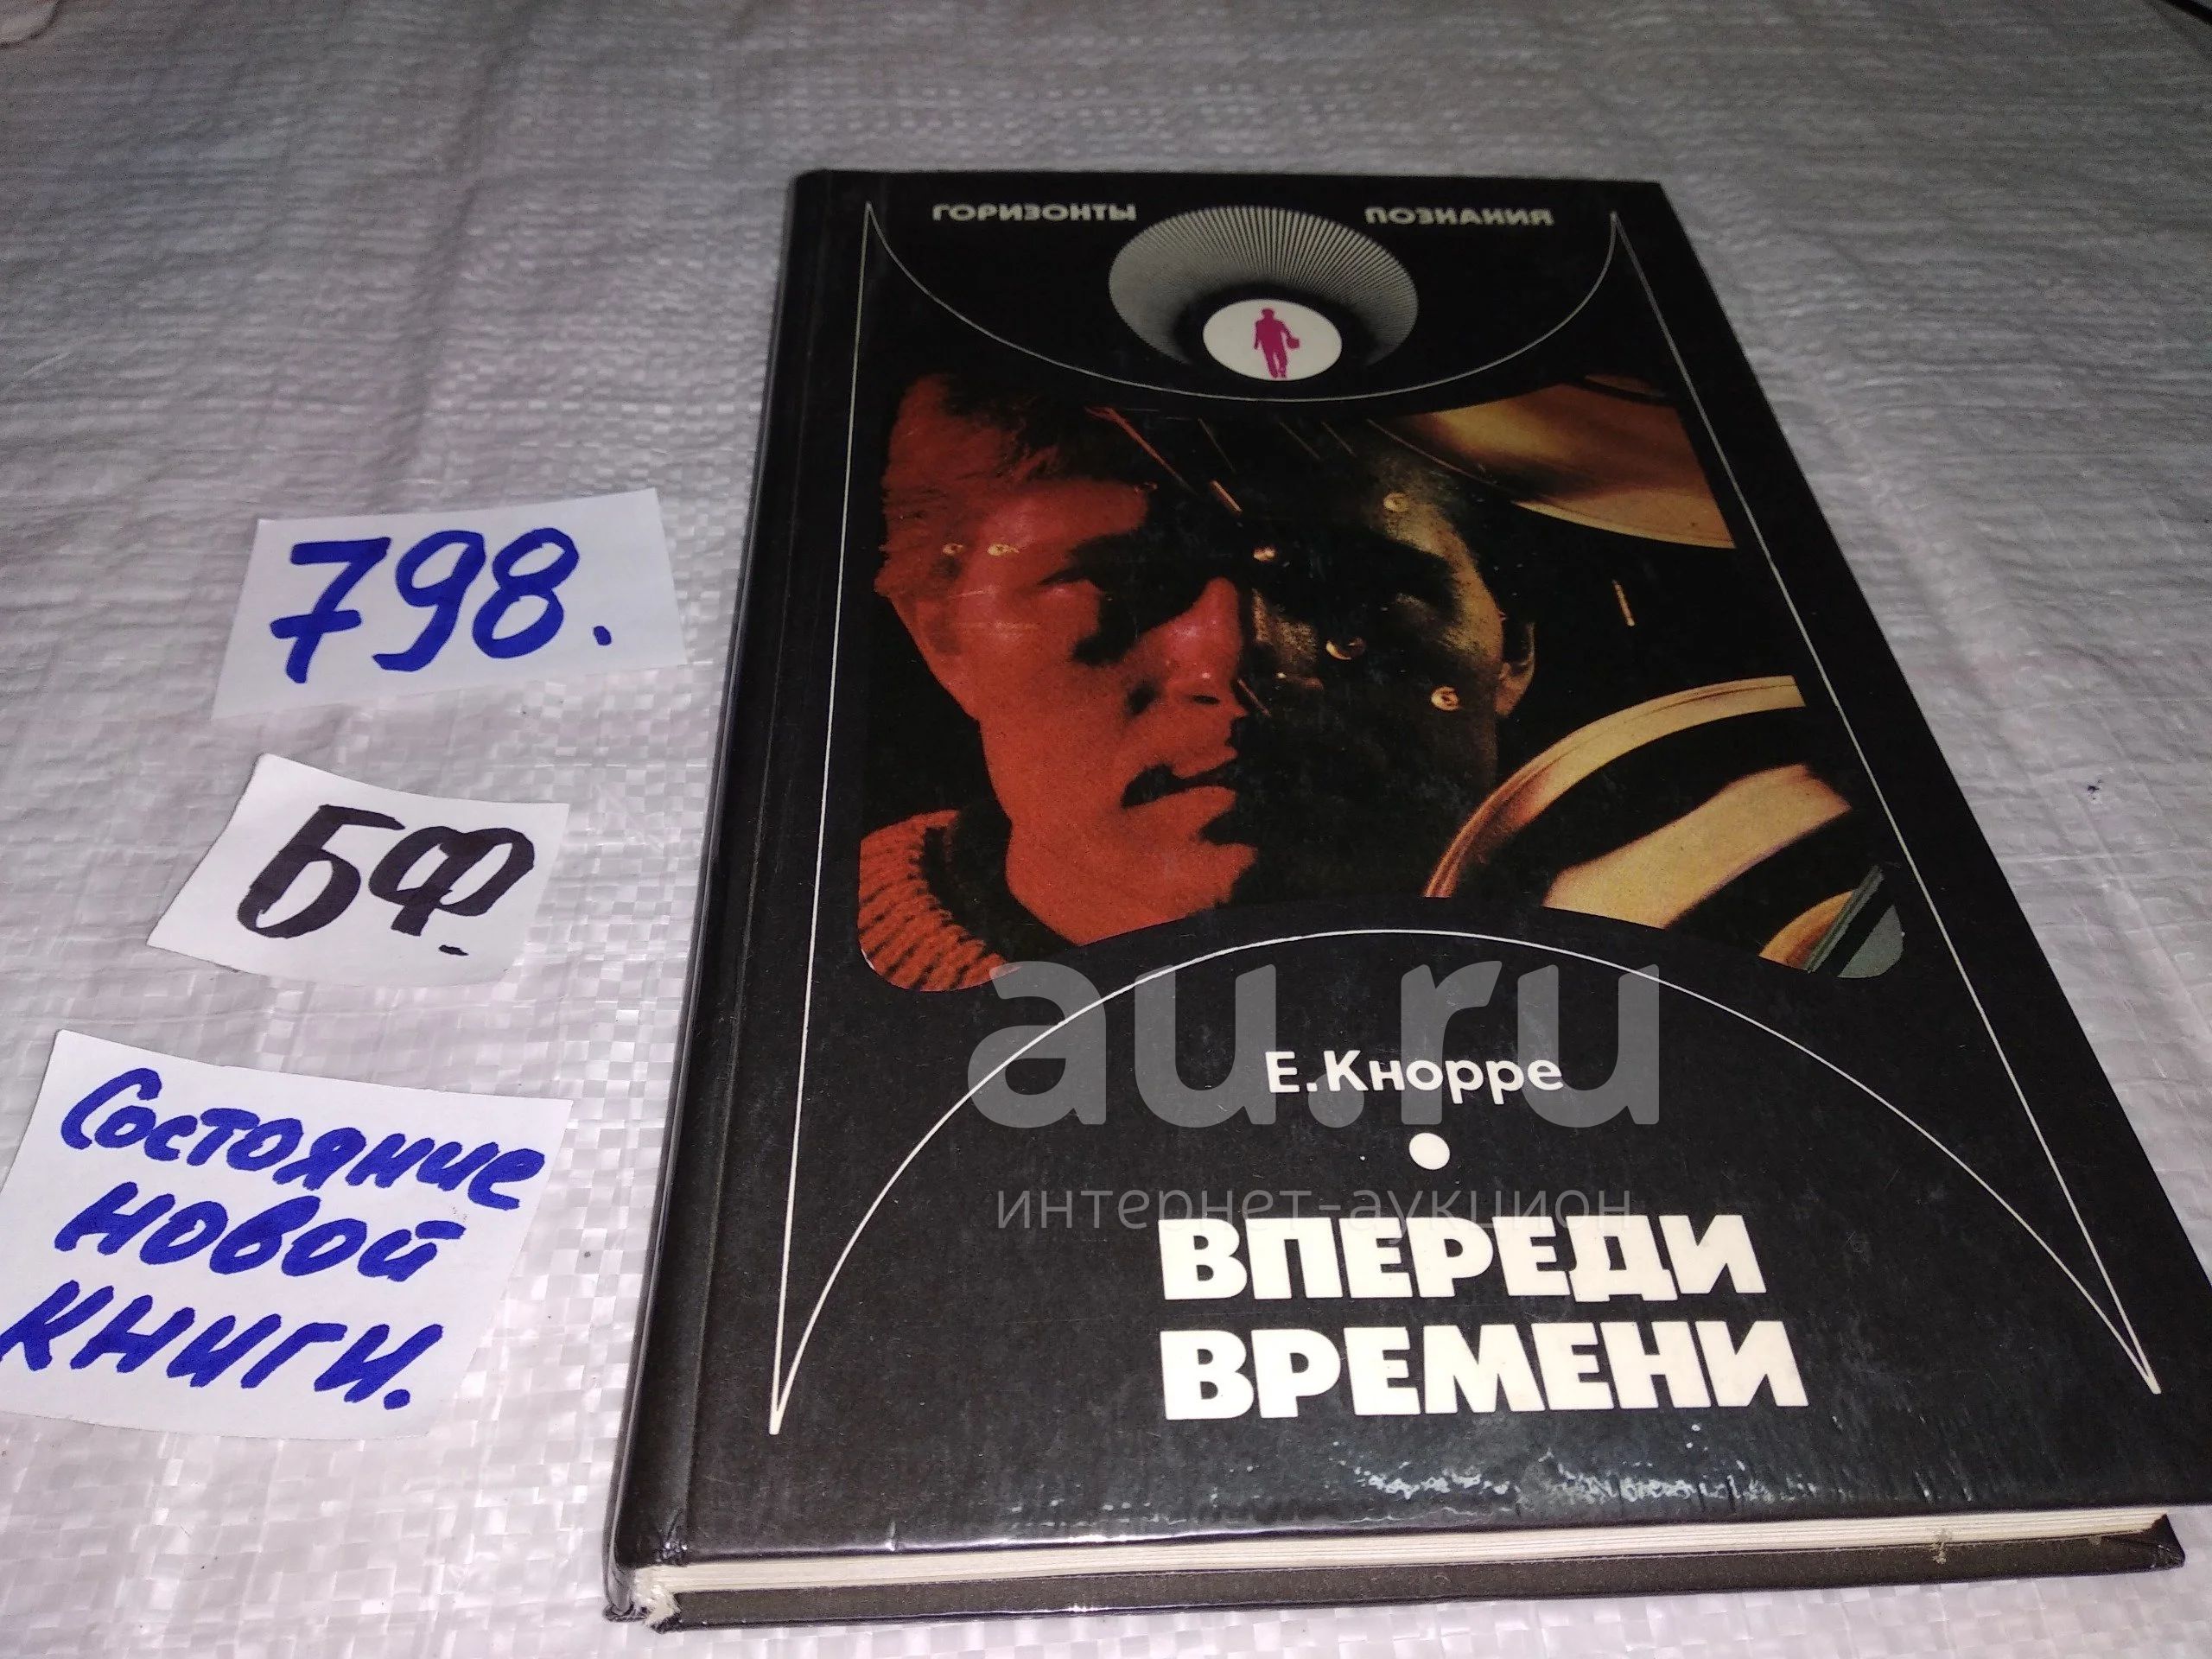 ГОРИЗОНТЫ ПОЗНАНИЯ
798.
БФ.
Состояние
новой
книги.
au.ru
Е.Кнорре
интернет-аукцион
ВПЕРЕДИ
ВРЕМЕНИ